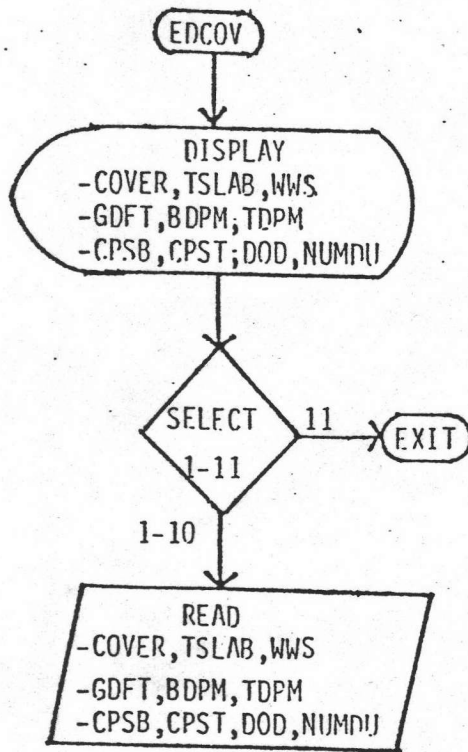 EDCOV
DISPLAY
-COVER,TSLAB,WWS
-GDFT,BDPM;TDPM
-CPSB,CPST;DOD,NUMDU
SELECT
1-11
11
EXIT
1-10
READ
-COVER,TSLAB,WWS
-GDFT,BDPM,TDPM
-CPSB,CPST,DOD,NUMDU